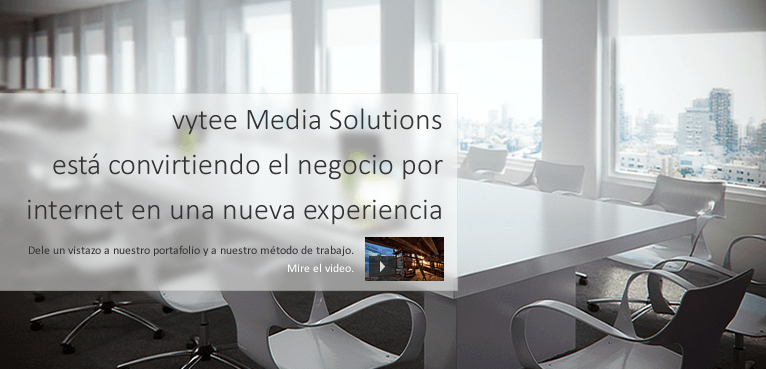 vytee Media Solutions
está convirtiendo el negocio por
internet en una nueva experiencia
Dele un vistazo a nuestro portafolio y a nuestro método de trabajo.
Mire el video.